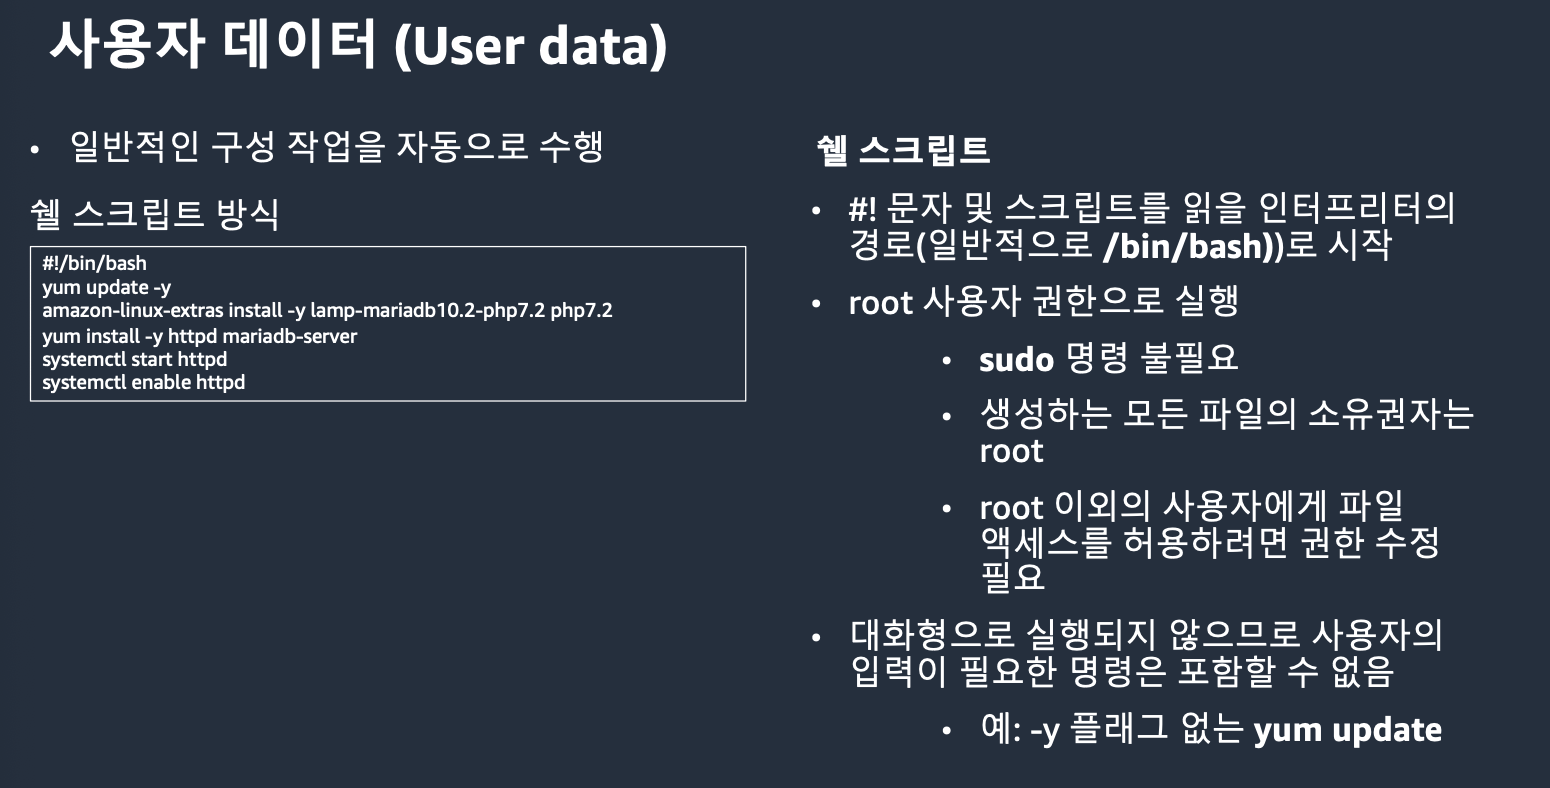 사용자 데이터 (User data)
• 일반적인 구성 작업을 자동으로 수행
쉘 스크립트 방식
#!/bin/bash
yum update -y
amazon-linux-extras install -y lamp-mariadb10.2-php7.2 php7.2
yum install -y httpd mariadb-server
systemctl start httpd
systemctl enable httpd
쉘 스크립트
• #! 문자 및 스크립트를 읽을 인터프리터의
경로(일반적으로 /bin/bash))로 시작
• root 사용자 권한으로 실행
• sudo 명령 불필요
• 생성하는 모든 파일의 소유권자는
root
• root 이외의 사용자에게 파일
액세스를 허용하려면 권한 수정
필요
• 대화형으로 실행되지 않으므로 사용자의
입력이 필요한 명령은 포함할 수 없음
• 예: -y 플래그 없는 yum update